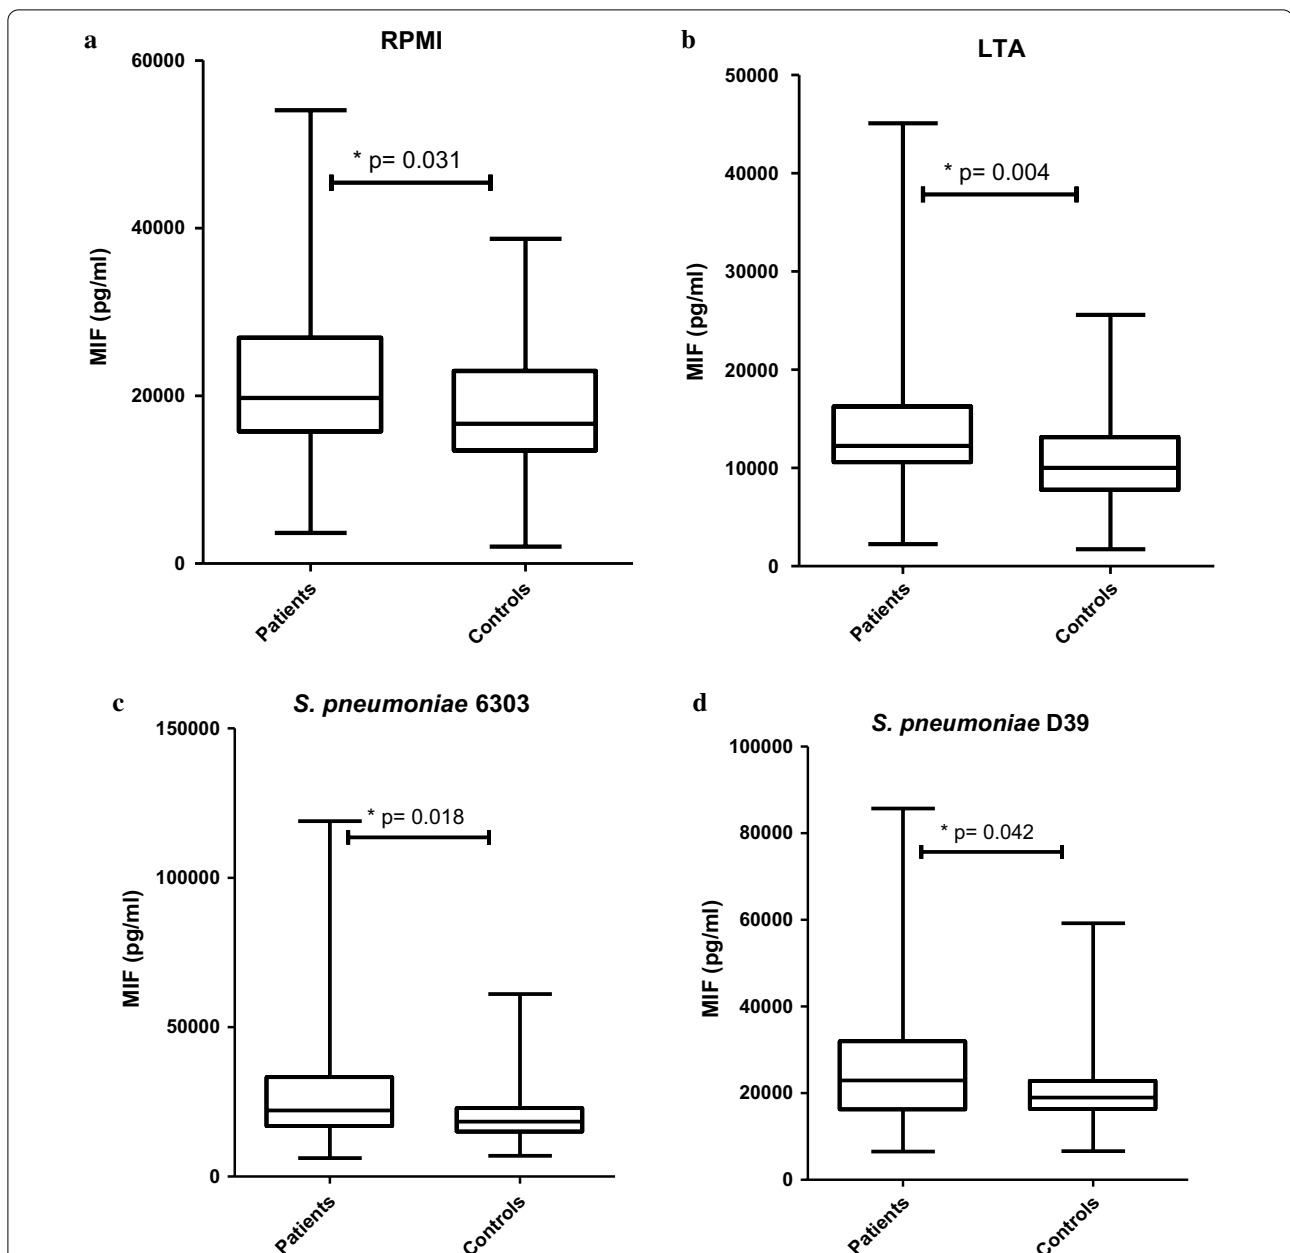 a
RPMI
60000
40000
20000
0
MIF (pg/ml)
* p= 0.031
Patients
Controls
b
LTA
50000
40000
30000
20000
10000
0
MIF (pg/ml)
* p= 0.004
Patients
Controls
c
S. pneumoniae 6303
150000
100000
50000
0
MIF (pg/ml)
* p= 0.018
Patients
Controls
d
S. pneumoniae D39
100000
80000
60000
40000
20000
0
MIF (pg/ml)
* p= 0.042
Patients
Controls